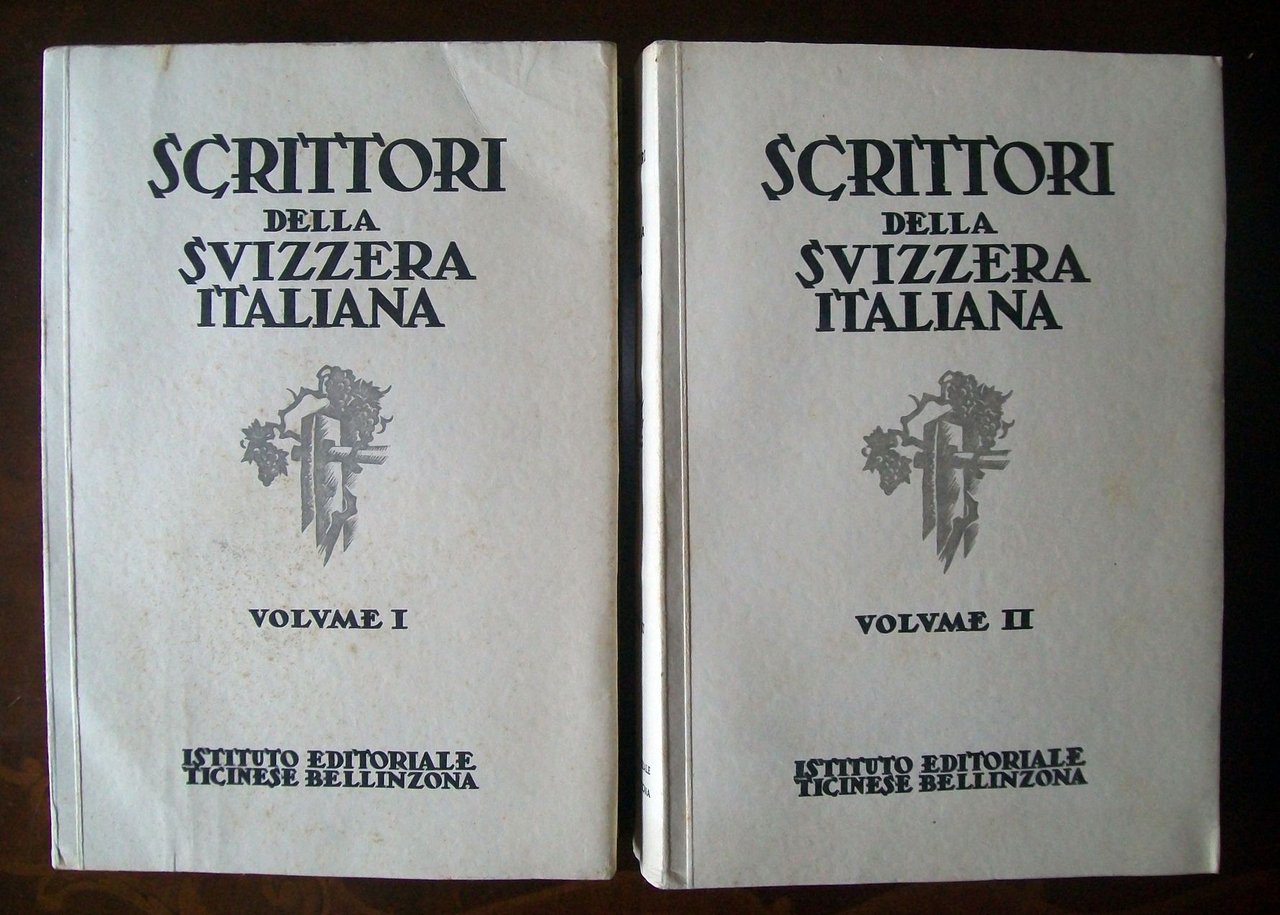 SCRITTORI
DELLA
SVIZZERA
ITALIANA
VOLVME I
ISTITUTO EDITORIALE
TICINESE BELLINZONA
SCRITTORI
DELLA
SVIZZERA
ITALIANA
VOLVME II
ISTITUTO EDITORIALE
TICINESE BELLINZONA